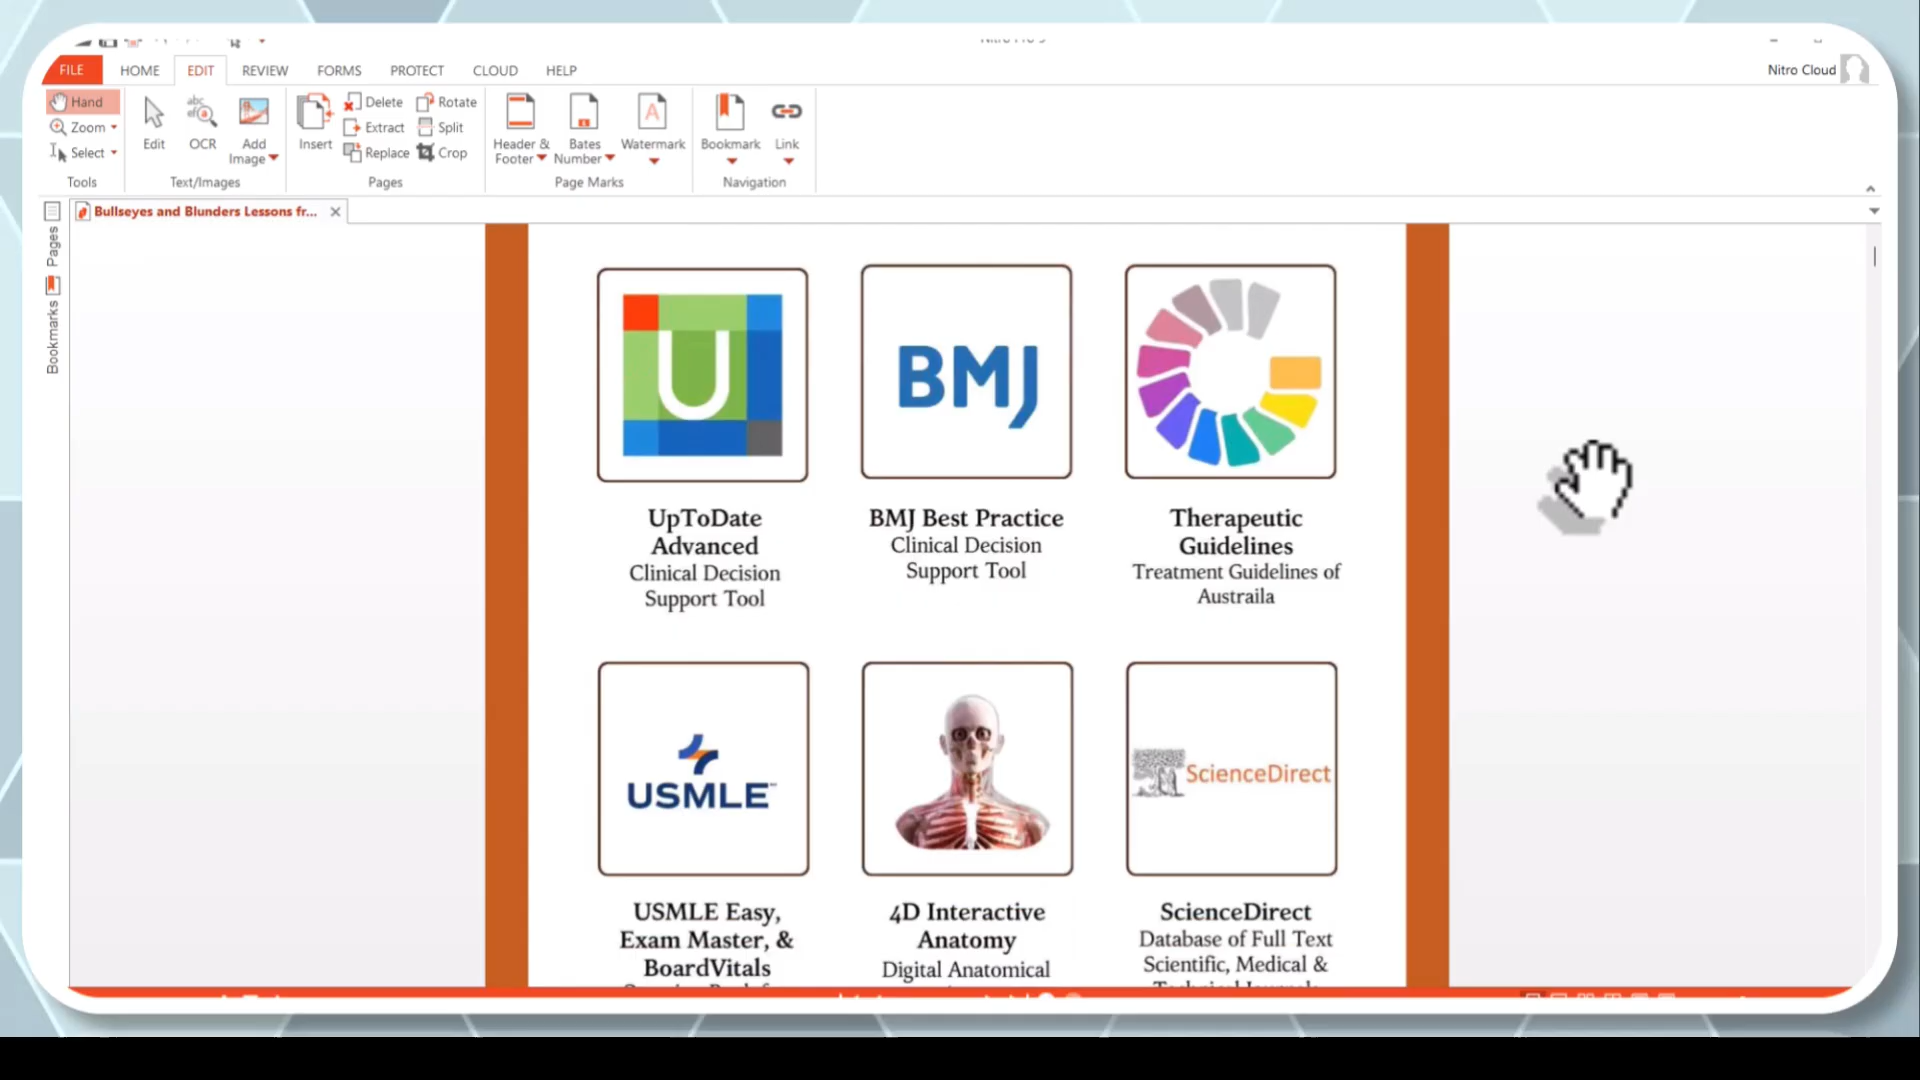 FILE HOME EDIT REVIEW FORMS PROTECT CLOUD HELP Nitro Cloud
Hand
Zoom
Select
Tools
Edit
OCR
Add
Image
Text/Images
Insert
Delete
Extract
Replace
Rotate
Split
Crop
Pages
Header &
Footer
Bates
Number
Watermark
Page Marks
Bookmark
Link
Navigation
Bullseyes and Blunders Lessons fr...
Pages
Bookmarks
U
BMJ
UpToDate
Advanced
Clinical Decision
Support Tool
BMJ Best Practice
Clinical Decision
Support Tool
Therapeutic
Guidelines
Treatment Guidelines of
Austraila
USMLE
ScienceDirect
USMLE Easy,
Exam Master, &
BoardVitals
4D Interactive
Anatomy
Digital Anatomical
ScienceDirect
Database of Full Text
Scientific, Medical &